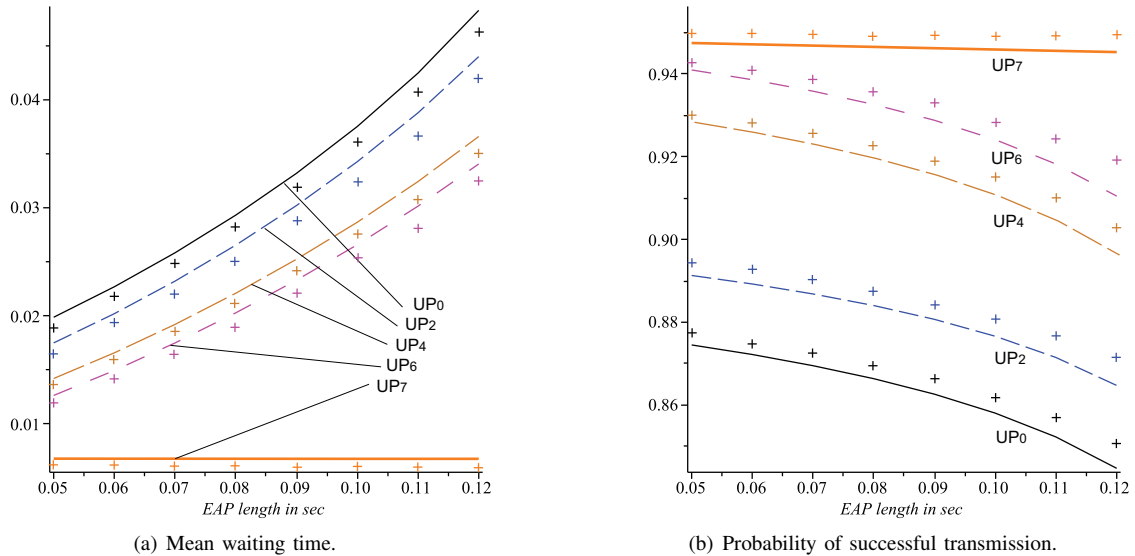 0.04
0.03
0.02
0.01
UP0
UP2
UP4
UP6
UP7
0.05 0.06 0.07 0.08 0.09 0.10 0.11 0.12
EAP length in sec
(a) Mean waiting time.
0.94
0.92
0.90
0.88
0.86
UP7
UP6
UP4
UP2
UP0
0.05 0.06 0.07 0.08 0.09 0.10 0.11 0.12
EAP length in sec
(b) Probability of successful transmission.